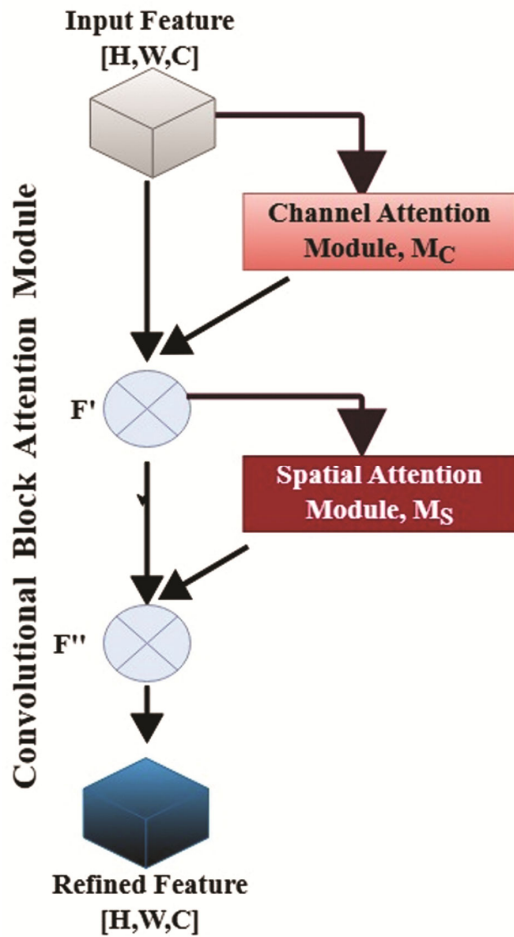 Input Feature
[H,W,C]
Channel Attention
Module, MC
F'
Spatial Attention
Module, MS
F''
Refined Feature
[H,W,C]
Convolutional Block Attention Module